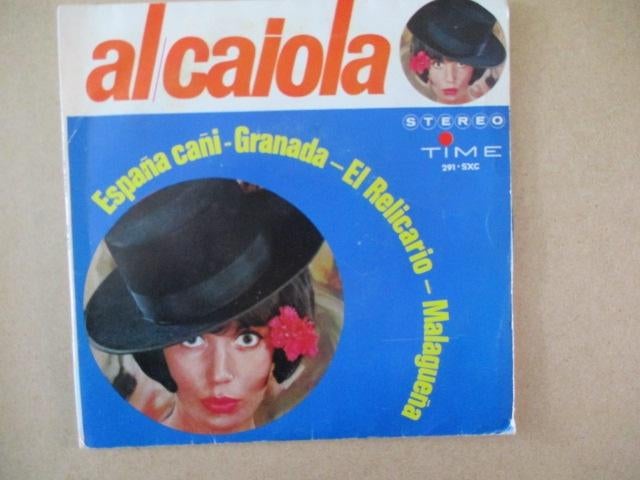 al/caiola
STEREO
TIME
291 • SXC
España cañi - Granada - El Relicario - Malagueña